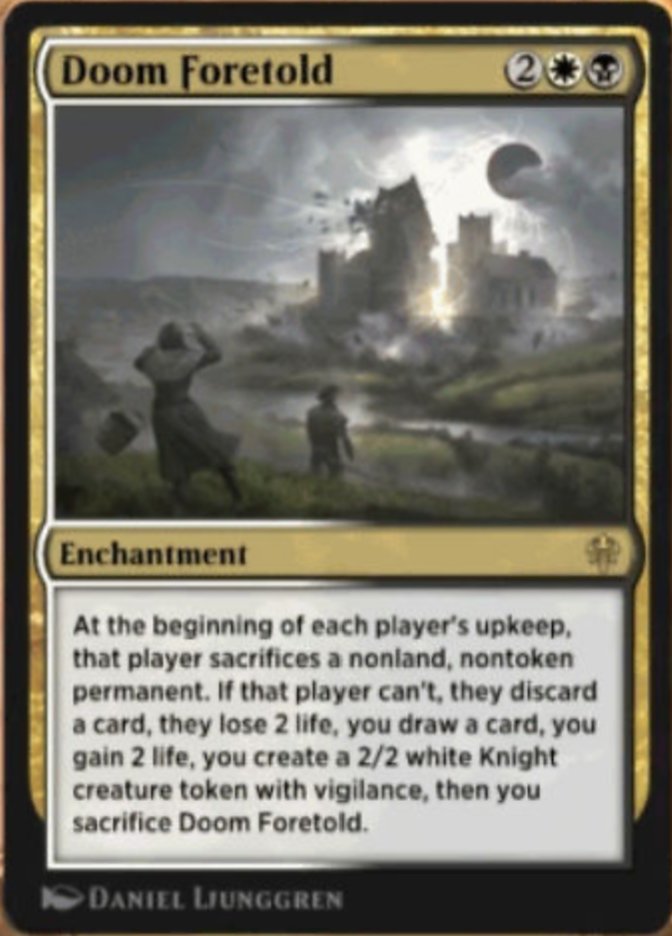 Doom Foretold 2
Enchantment
At the beginning of each player's upkeep,
that player sacrifices a nonland, nontoken
permanent. If that player can't, they discard
a card, they lose 2 life, you draw a card, you
gain 2 life, you create a 2/2 white Knight
creature token with vigilance, then you
sacrifice Doom Foretold.
DANIEL LJUNGGREN